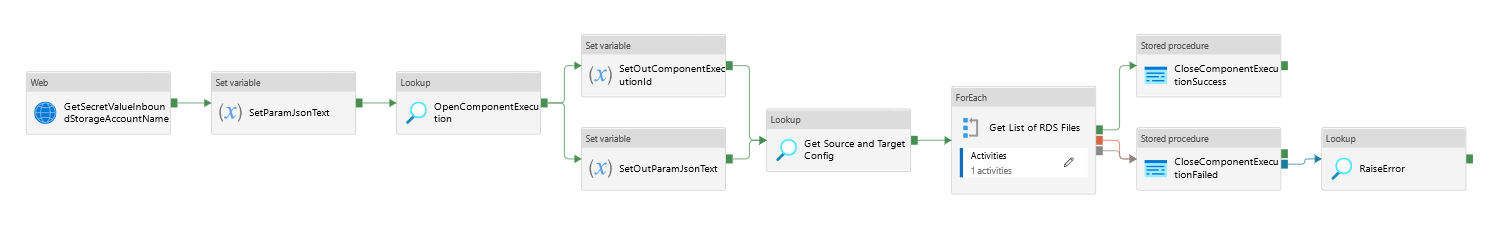 Web
GetSecretValueInboun
dStorageAccountName
Set variable
(x)
SetParamJsonText
Lookup
OpenComponentExecu
tion
Set variable
(x)
SetOutComponentExec
utionId
Set variable
(x)
SetOutParamJsonText
Lookup
Get Source and Target
Config
ForEach
Get List of RDS Files
Activities
1 activities
Stored procedure
CloseComponentExecu
tionSuccess
Stored procedure
CloseComponentExecu
tionFailed
Lookup
RaiseError